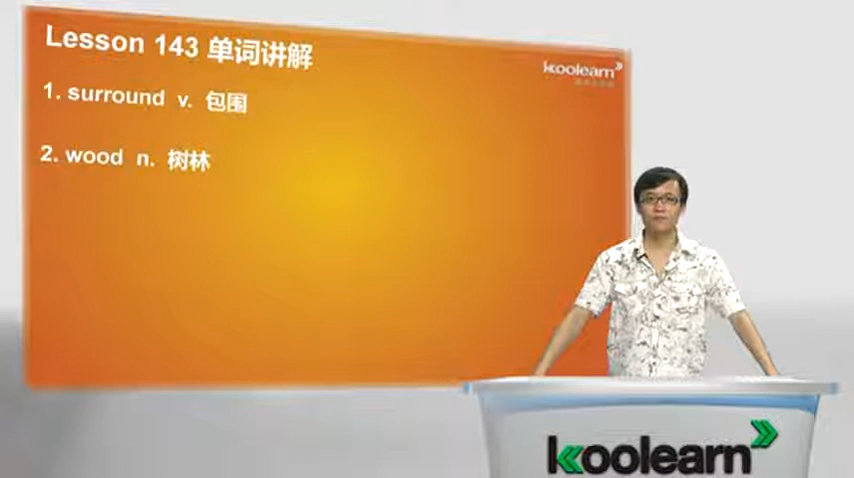 Lesson 143 单词讲解
koolearn
1. surround v. 包围
2. wood n. 树林
koolearn